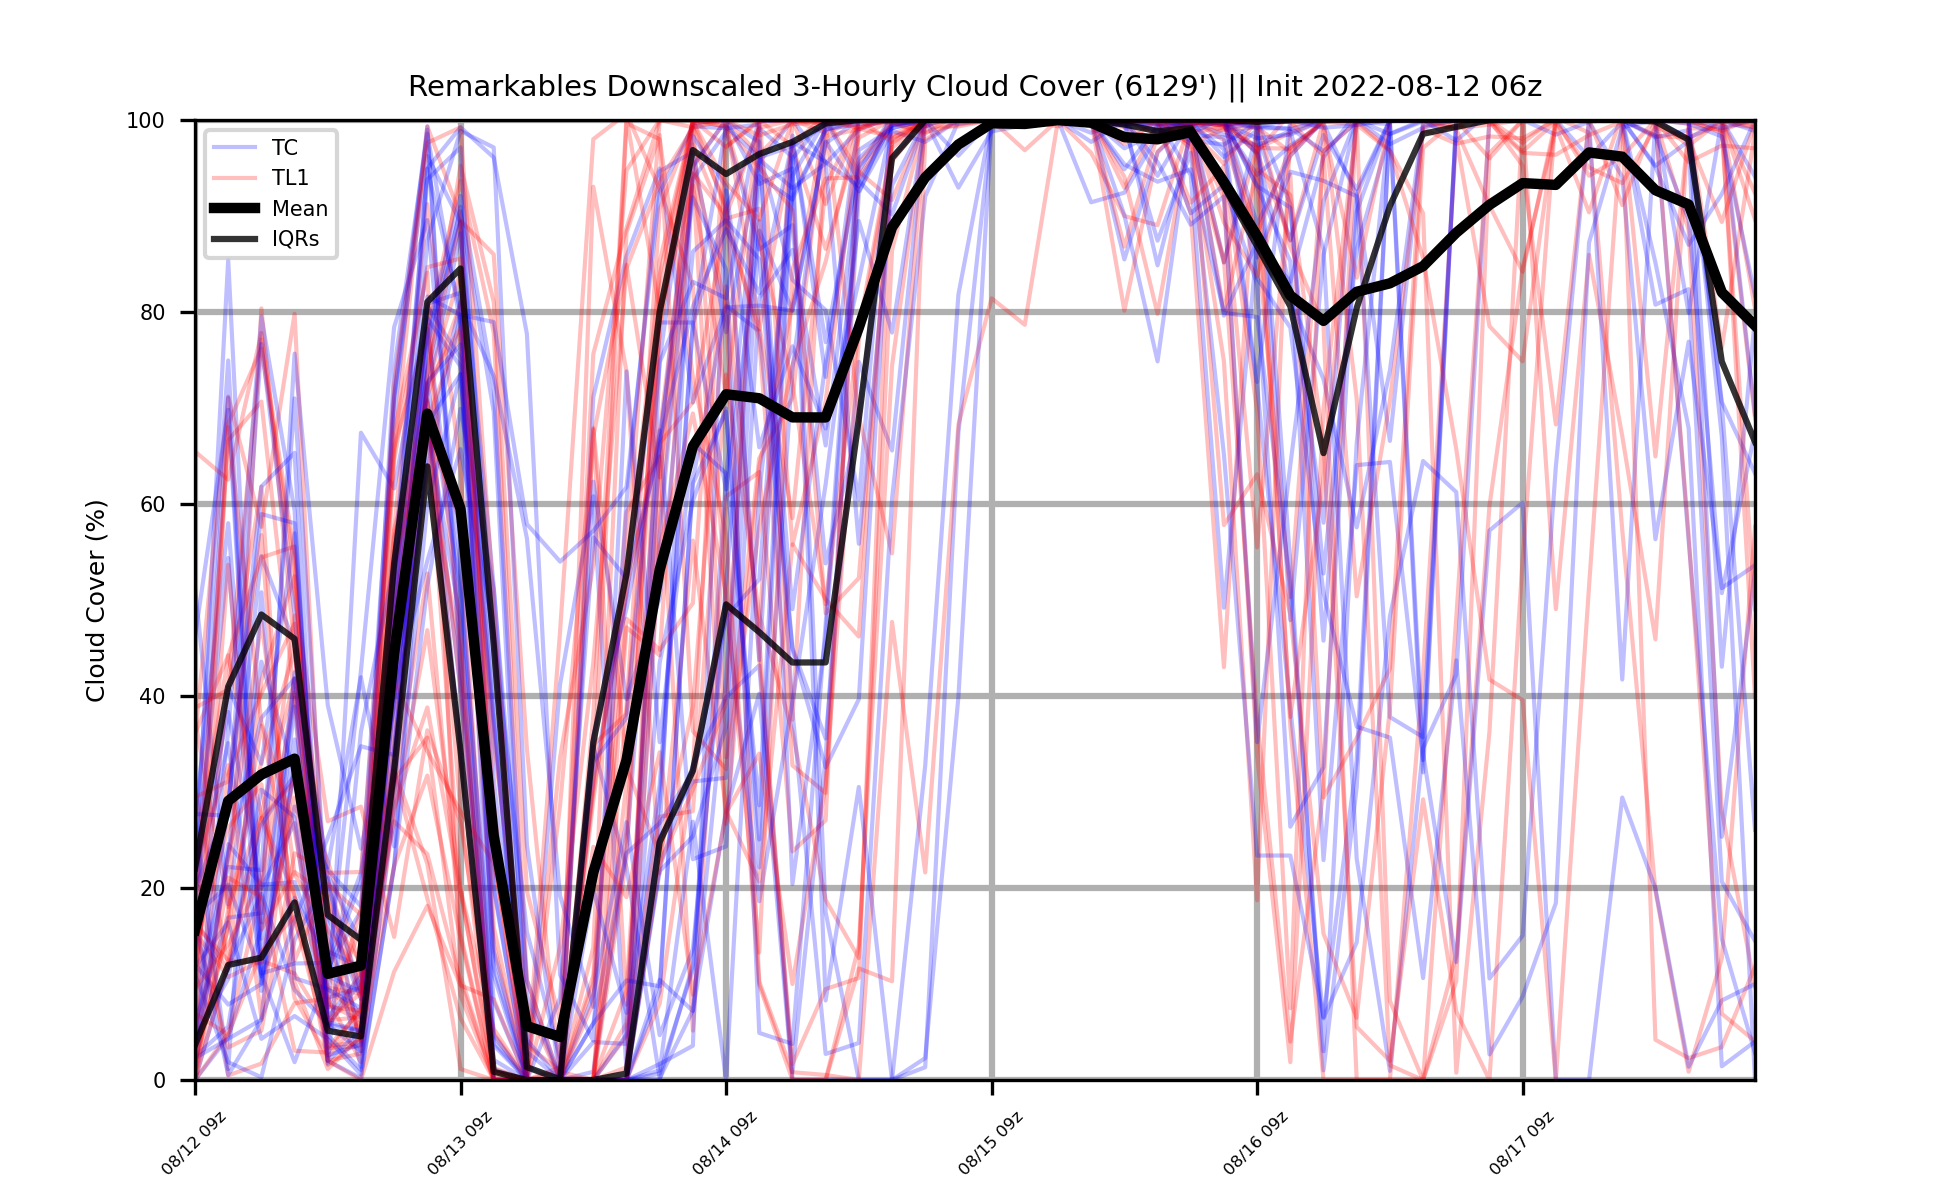 Remarkables Downscaled 3-Hourly Cloud Cover (6129') || Init 2022-08-12 06z
TC
TL1
Mean
IQRs
Cloud Cover (%)
100
80
60
40
20
0
08/12 09z
08/13 09z
08/14 09z
08/15 09z
08/16 09z
08/17 09z